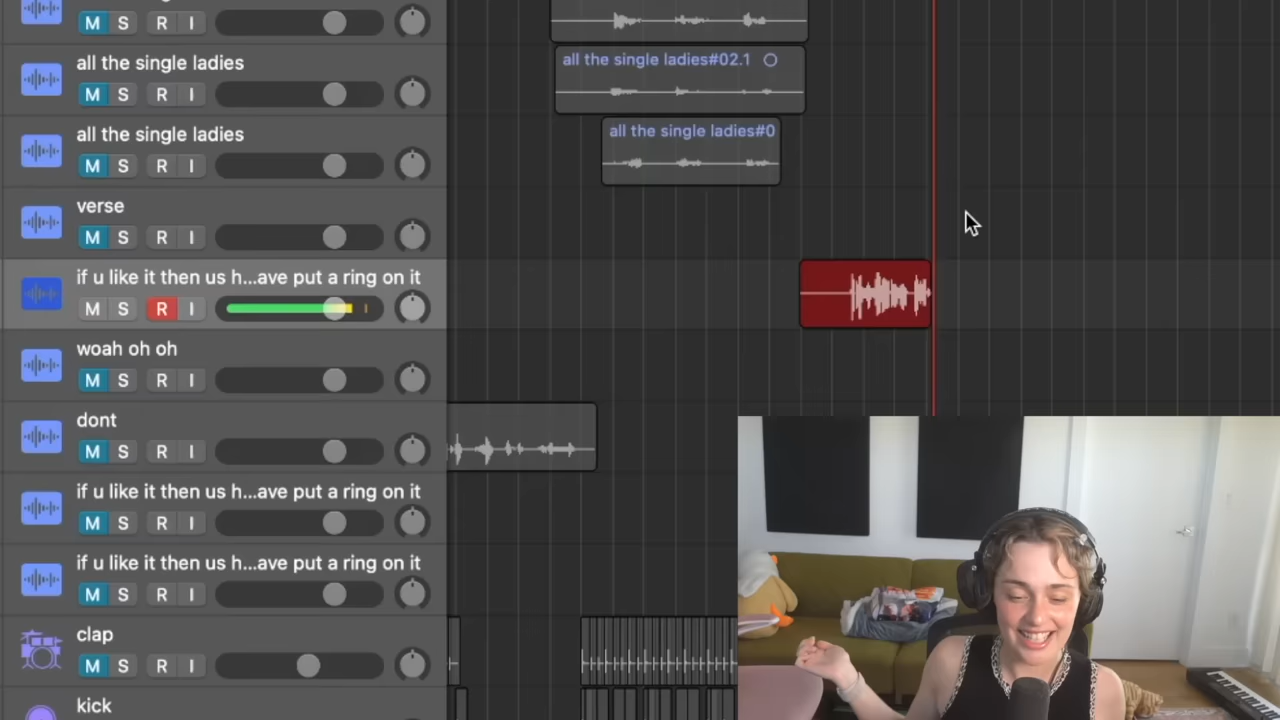 M S R I
all the single ladies
M S R I
all the single ladies#02.1
all the single ladies
M S R I
all the single ladies#0
verse
M S R I
if u like it then us h...ave put a ring on it
M S R I
woah oh oh
M S R I
dont
M S R I
if u like it then us h...ave put a ring on it
M S R I
if u like it then us h...ave put a ring on it
M S R I
clap
M S R I
kick